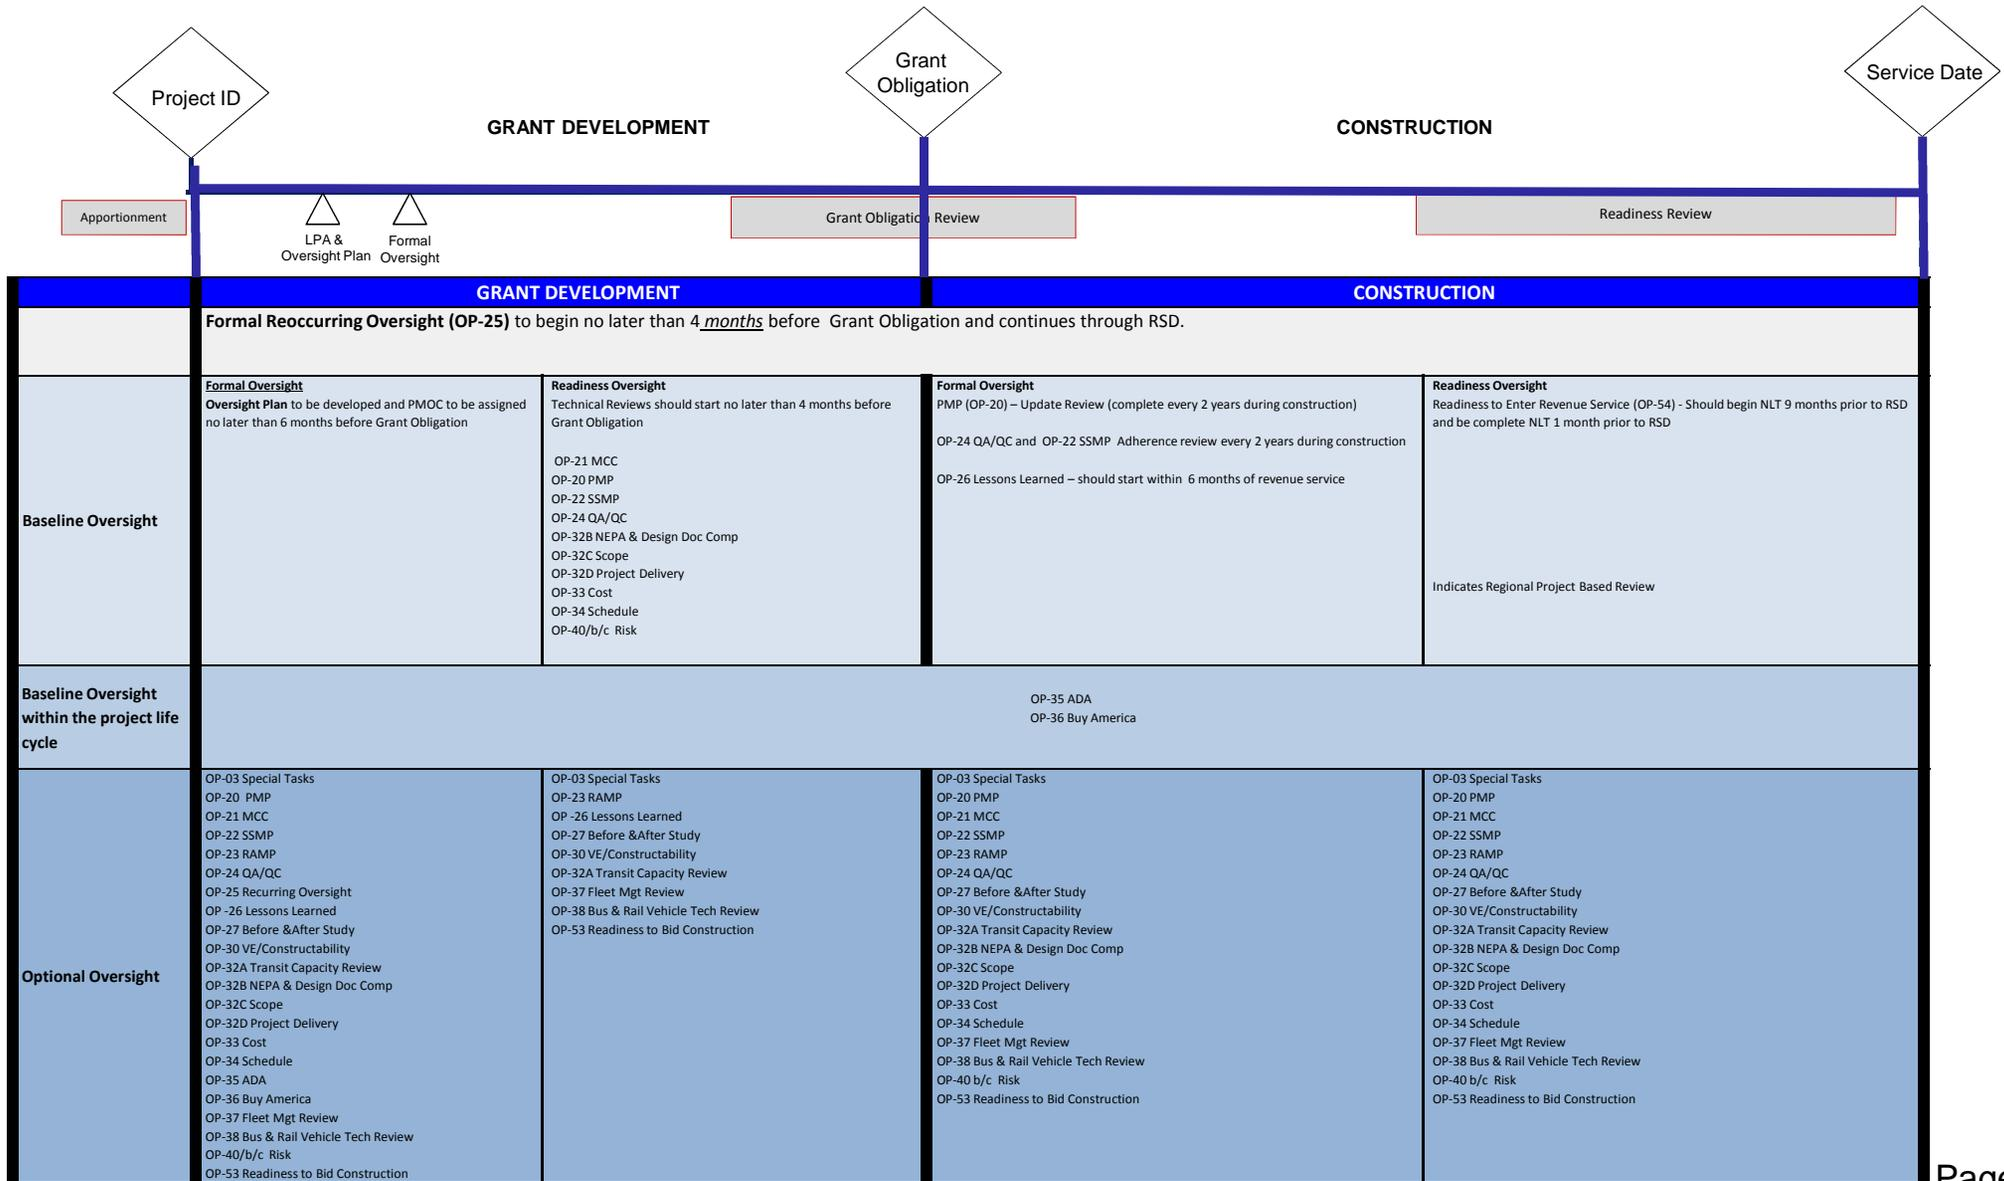 Project ID
Grant
Obligation
Service Date
GRANT DEVELOPMENT
CONSTRUCTION
Apportionment
LPA &
Oversight Plan
Formal
Oversight
Grant Obligation Review
Readiness Review
GRANT DEVELOPMENT
CONSTRUCTION
Formal Reoccurring Oversight (OP-25) to begin no later than 4 months before Grant Obligation and continues through RSD.
Baseline Oversight
Formal Oversight
Oversight Plan to be developed and PMOC to be assigned
no later than 6 months before Grant Obligation
Readiness Oversight
Technical Reviews should start no later than 4 months before
Grant Obligation
OP-21 MCC
OP-20 PMP
OP-22 SSMP
OP-24 QA/QC
OP-32B NEPA & Design Doc Comp
OP-32C Scope
OP-32D Project Delivery
OP-33 Cost
OP-34 Schedule
OP-40/b/c Risk
Formal Oversight
PMP (OP-20) – Update Review (complete every 2 years during construction)
OP-24 QA/QC and OP-22 SSMP Adherence review every 2 years during construction
OP-26 Lessons Learned – should start within 6 months of revenue service
Readiness Oversight
Readiness to Enter Revenue Service (OP-54) - Should begin NLT 9 months prior to RSD
and be complete NLT 1 month prior to RSD
Indicates Regional Project Based Review
Baseline Oversight
within the project life
cycle
OP-35 ADA
OP-36 Buy America
Optional Oversight
OP-03 Special Tasks
OP-20 PMP
OP-21 MCC
OP-22 SSMP
OP-23 RAMP
OP-24 QA/QC
OP-25 Recurring Oversight
OP -26 Lessons Learned
OP-27 Before &After Study
OP-30 VE/Constructability
OP-32A Transit Capacity Review
OP-32B NEPA & Design Doc Comp
OP-32C Scope
OP-32D Project Delivery
OP-33 Cost
OP-34 Schedule
OP-35 ADA
OP-36 Buy America
OP-37 Fleet Mgt Review
OP-38 Bus & Rail Vehicle Tech Review
OP-40/b/c Risk
OP-53 Readiness to Bid Construction
OP-03 Special Tasks
OP-23 RAMP
OP -26 Lessons Learned
OP-27 Before &After Study
OP-30 VE/Constructability
OP-32A Transit Capacity Review
OP-37 Fleet Mgt Review
OP-38 Bus & Rail Vehicle Tech Review
OP-53 Readiness to Bid Construction
OP-03 Special Tasks
OP-20 PMP
OP-21 MCC
OP-22 SSMP
OP-23 RAMP
OP-24 QA/QC
OP-27 Before &After Study
OP-30 VE/Constructability
OP-32A Transit Capacity Review
OP-32B NEPA & Design Doc Comp
OP-32C Scope
OP-32D Project Delivery
OP-33 Cost
OP-34 Schedule
OP-37 Fleet Mgt Review
OP-38 Bus & Rail Vehicle Tech Review
OP-40 b/c Risk
OP-53 Readiness to Bid Construction
OP-03 Special Tasks
OP-20 PMP
OP-21 MCC
OP-22 SSMP
OP-23 RAMP
OP-24 QA/QC
OP-27 Before &After Study
OP-30 VE/Constructability
OP-32A Transit Capacity Review
OP-32B NEPA & Design Doc Comp
OP-32C Scope
OP-32D Project Delivery
OP-33 Cost
OP-34 Schedule
OP-37 Fleet Mgt Review
OP-38 Bus & Rail Vehicle Tech Review
OP-40 b/c Risk
OP-53 Readiness to Bid Construction
Page